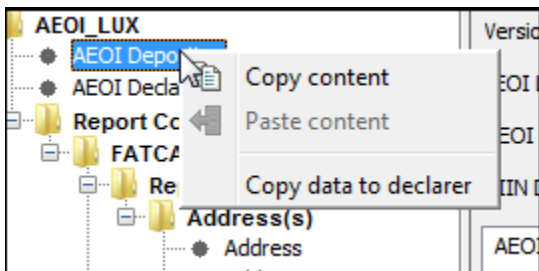 AEOI_LUX
AEOI Depo
AEOI Decla
Report Co
FATCA
Re
Address(s)
Address
Copy content
Paste content
Copy data to declarer
Versio
EOI
EOI
IIN D
AEOI